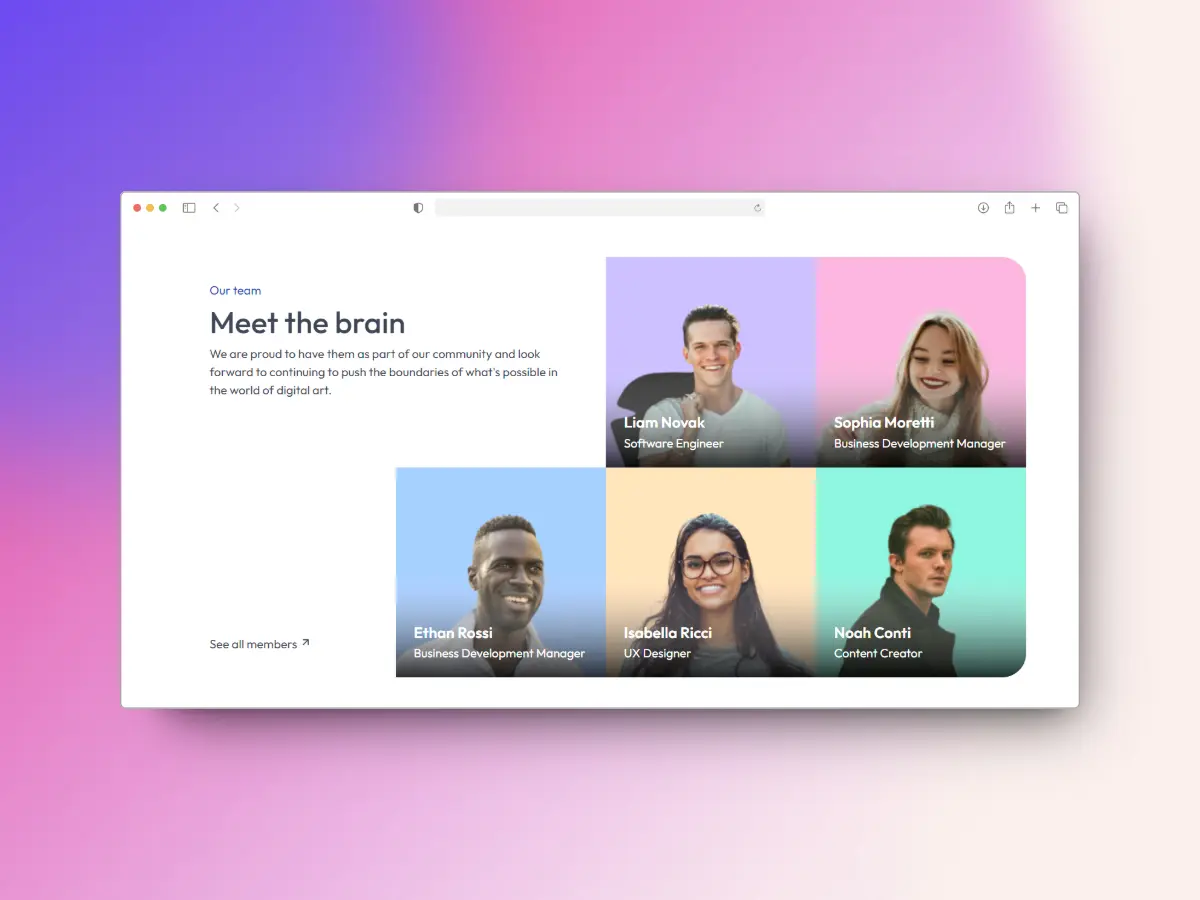 Our team
Meet the brain
We are proud to have them as part of our community and look
forward to continuing to push the boundaries of what's possible in
the world of digital art.
Liam Novak
Software Engineer
Sophia Moretti
Business Development Manager
Ethan Rossi
Business Development Manager
Isabella Ricci
UX Designer
Noah Conti
Content Creator
See all members